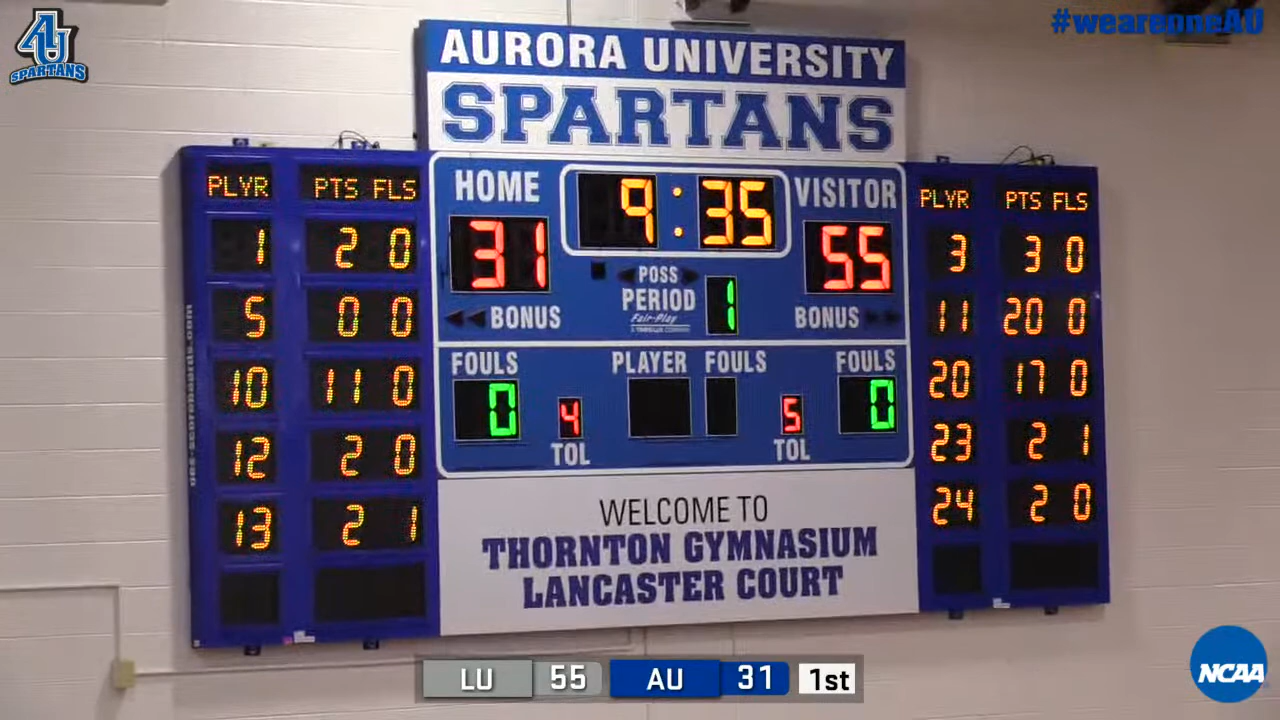 AU
SPARTANS
#weareoneAU
AURORA UNIVERSITY
SPARTANS
HOME
9:35
VISITOR
31
55
POSS
PERIOD
1
Fair-Play
BONUS
BONUS
FOULS
PLAYER FOULS
FOULS
0
4
5
0
TOL
TOL
PLYR PTS FLS
1 2 0
5 0 0
10 11 0
12 2 0
13 2 1
PLYR PTS FLS
3 3 0
11 20 0
20 17 0
23 2 1
24 2 0
WELCOME TO
THORNTON GYMNASIUM
LANCASTER COURT
LU 55 AU 31 1st
NCAA